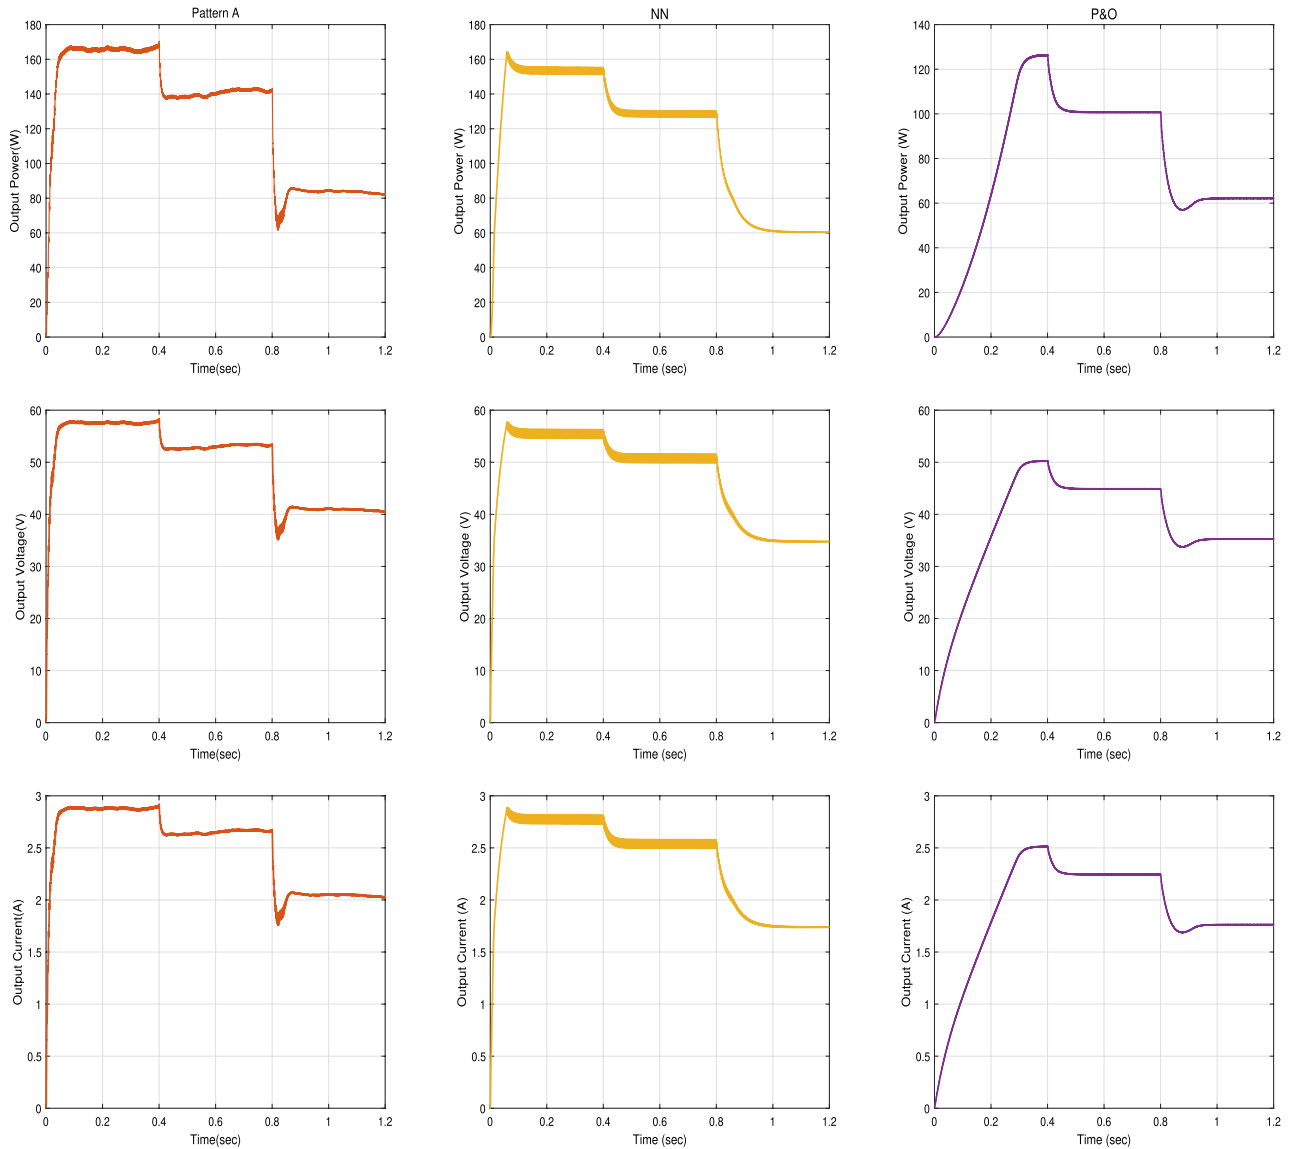 Pattern A
180
160
140
120
100
80
60
40
20
0
Output Power(W)
0 0.2 0.4 0.6 0.8 1 1.2
Time(sec)
NN
180
160
140
120
100
80
60
40
20
0
Output Power (W)
0 0.2 0.4 0.6 0.8 1 1.2
Time (sec)
P&O
140
120
100
80
60
40
20
0
Output Power (W)
0 0.2 0.4 0.6 0.8 1 1.2
Time (sec)
60
50
40
30
20
10
0
Output Voltage(V)
0 0.2 0.4 0.6 0.8 1 1.2
Time(sec)
60
50
40
30
20
10
0
Output Voltage (V)
0 0.2 0.4 0.6 0.8 1 1.2
Time (sec)
60
50
40
30
20
10
0
Output Voltage (V)
0 0.2 0.4 0.6 0.8 1 1.2
Time (sec)
3
2.5
2
1.5
1
0.5
0
Output Current(A)
0 0.2 0.4 0.6 0.8 1 1.2
Time(sec)
3
2.5
2
1.5
1
0.5
0
Output Current (A)
0 0.2 0.4 0.6 0.8 1 1.2
Time (sec)
3
2.5
2
1.5
1
0.5
0
Output Current (A)
0 0.2 0.4 0.6 0.8 1 1.2
Time (sec)